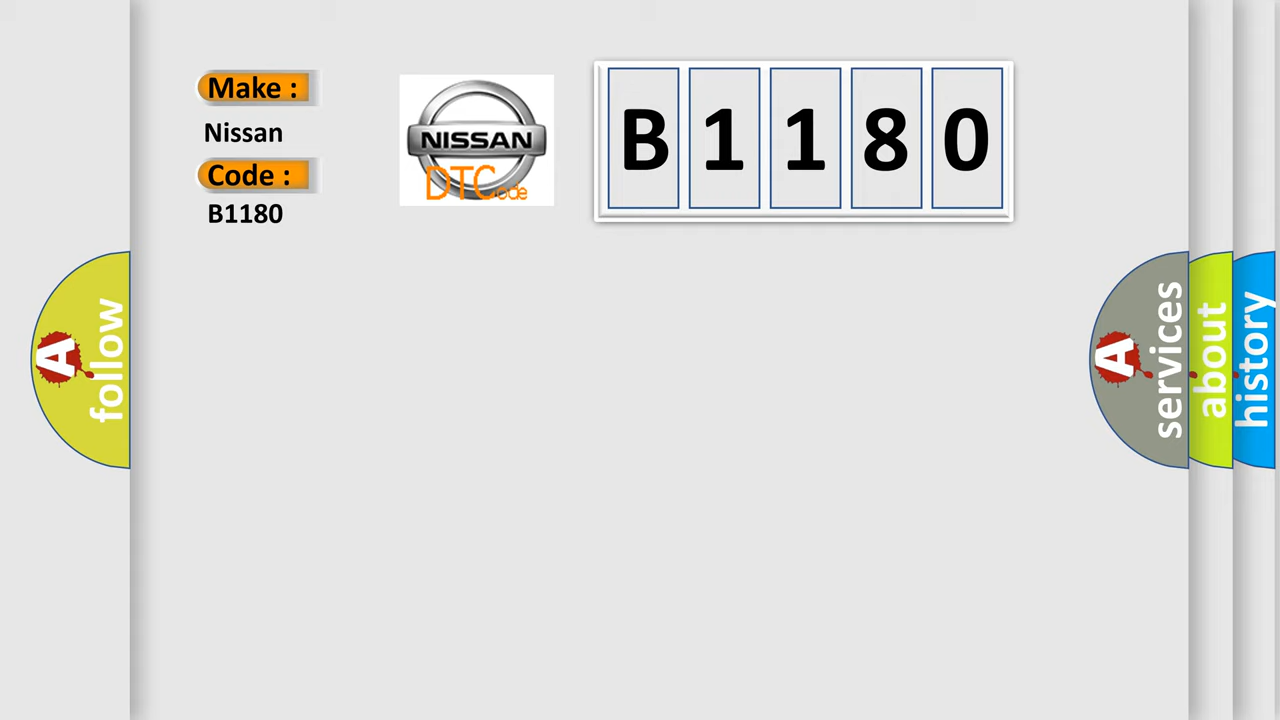 Make :
Nissan
Code :
B1180
NISSAN
DTCode
B 1 1 8 0
A follow
A services
about
history